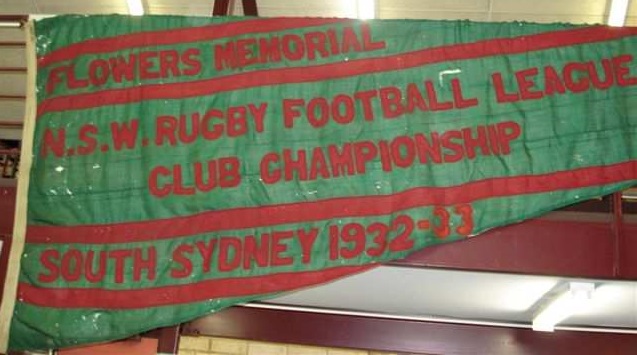 FLOWERS MEMORIAL
N.S.W. RUGBY FOOTBALL LEAGUE
CLUB CHAMPIONSHIP
SOUTH SYDNEY 1932-33